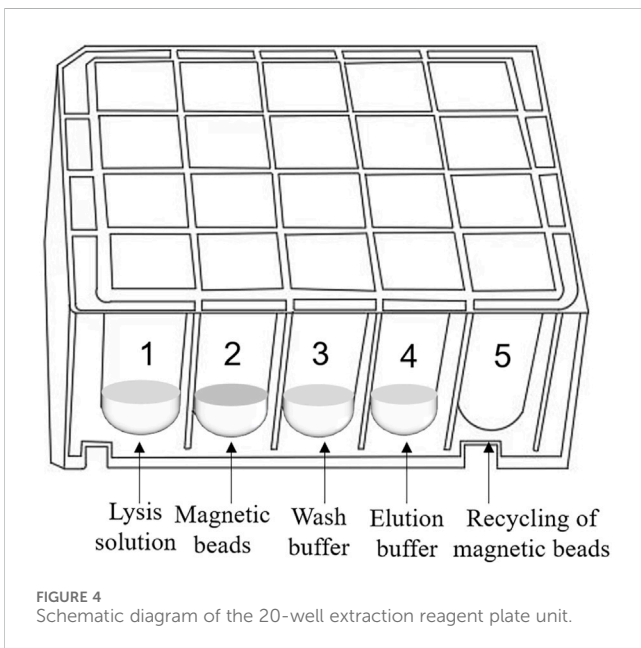 1 2 3 4 5
Lysis solution
Magnetic beads
Wash buffer
Elution buffer
Recycling of magnetic beads
FIGURE 4
Schematic diagram of the 20-well extraction reagent plate unit.